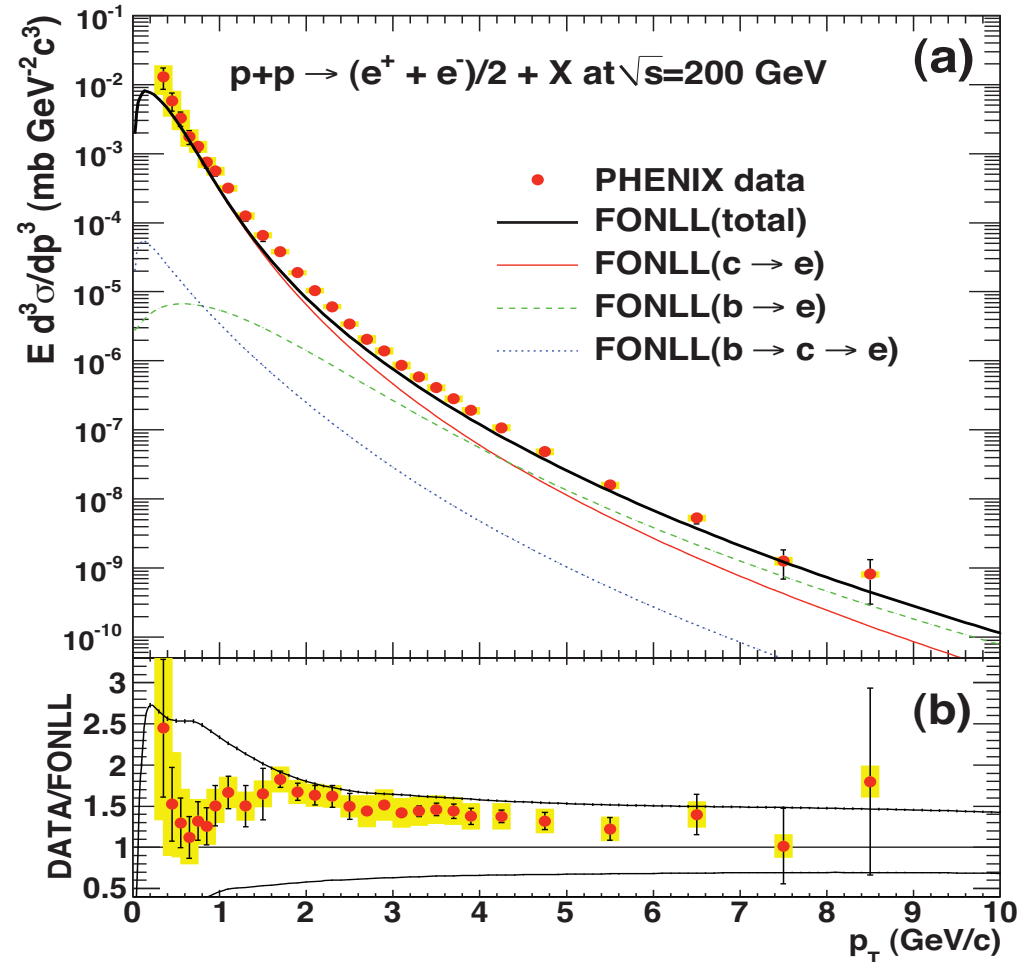 (a)
p+p → (e⁺ + e⁻)/2 + X at √s=200 GeV
PHENIX data
FONLL(total)
FONLL(c → e)
FONLL(b → e)
FONLL(b → c → e)
E d³σ/dp³ (mb GeV⁻²c³)
10⁻¹
10⁻²
10⁻³
10⁻⁴
10⁻⁵
10⁻⁶
10⁻⁷
10⁻⁸
10⁻⁹
10⁻¹⁰
(b)
DATA/FONLL
3
2.5
2
1.5
1
0.5
0 1 2 3 4 5 6 7 8 9 10
p_T (GeV/c)